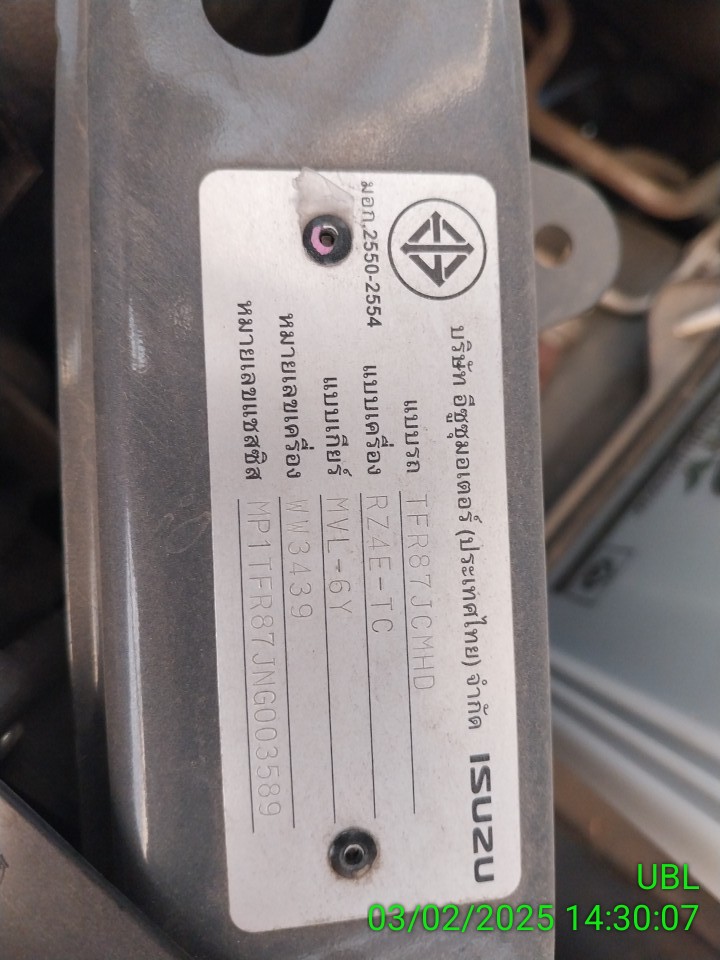 บริษัท อีซูซุมอเตอร์ (ประเทศไทย) จำกัด ISUZU
มอก.2550-2554
แบบรถ TFR87JCMHD
แบบเครื่อง RZ4E-TC
แบบเกียร์ MVL-6Y
หมายเลขเครื่อง WW3439
หมายเลขแชสซิส MP1TFR87JNG003589
UBL
03/02/2025 14:30:07